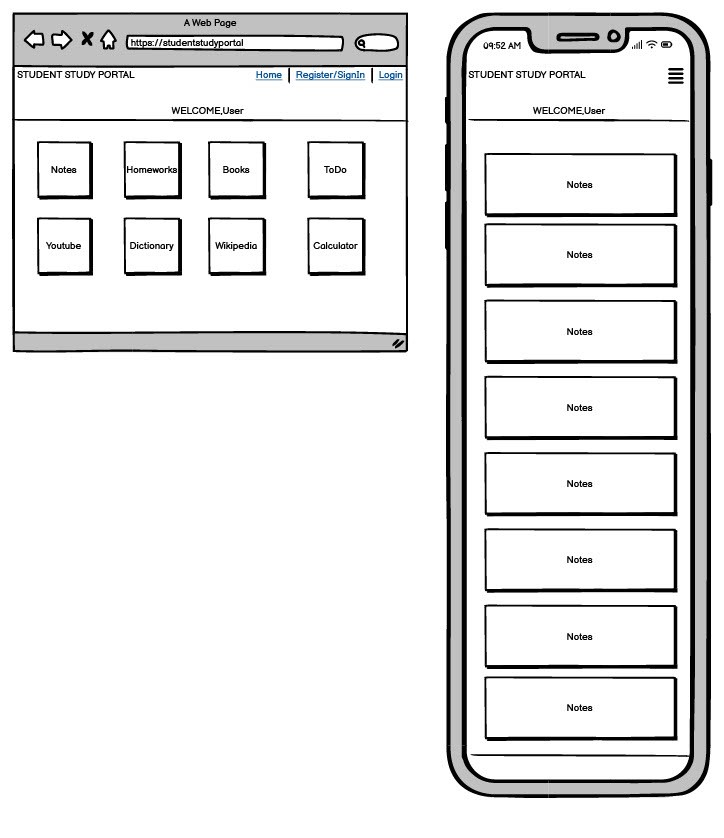 A Web Page
https://studentstudyportal
STUDENT STUDY PORTAL Home Register/SignIn Login
WELCOME,User
Notes Homeworks Books ToDo
Youtube Dictionary Wikipedia Calculator
09:52 AM
STUDENT STUDY PORTAL
WELCOME,User
Notes
Notes
Notes
Notes
Notes
Notes
Notes
Notes